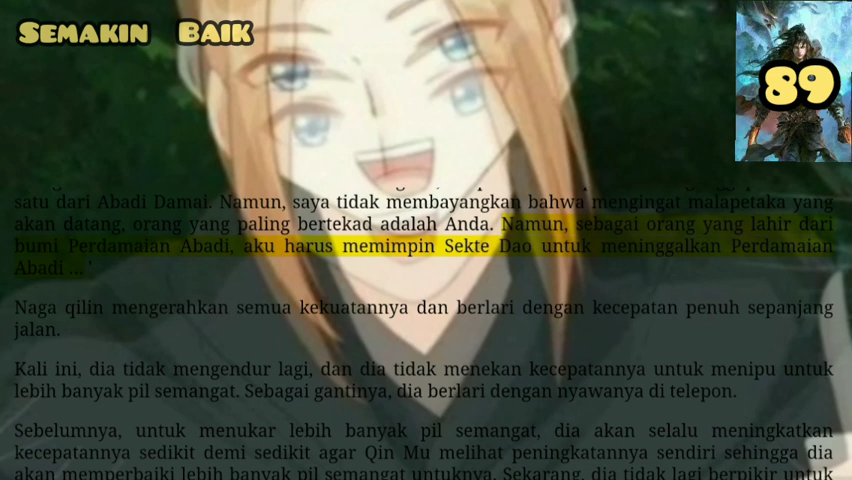 Semakin Baik
89
satu dari Abadi Damai. Namun, saya tidak membayangkan bahwa mengingat malapetaka yang
akan datang, orang yang paling bertekad adalah Anda. Namun, sebagai orang yang lahir dari
bumi Perdamaian Abadi, aku harus memimpin Sekte Dao untuk meninggalkan Perdamaian
Abadi ... '
Naga qilin mengerahkan semua kekuatannya dan berlari dengan kecepatan penuh sepanjang
jalan.
Kali ini, dia tidak mengendur lagi, dan dia tidak menekan kecepatannya untuk menipu untuk
lebih banyak pil semangat. Sebagai gantinya, dia berlari dengan nyawanya di telepon.
Sebelumnya, untuk menukar lebih banyak pil semangat, dia akan selalu meningkatkan
kecepatannya sedikit demi sedikit agar Qin Mu melihat peningkatannya sendiri sehingga dia
akan memperbaiki lebih banyak pil semangat untuknya. Sekarang, dia tidak lagi berpikir untuk